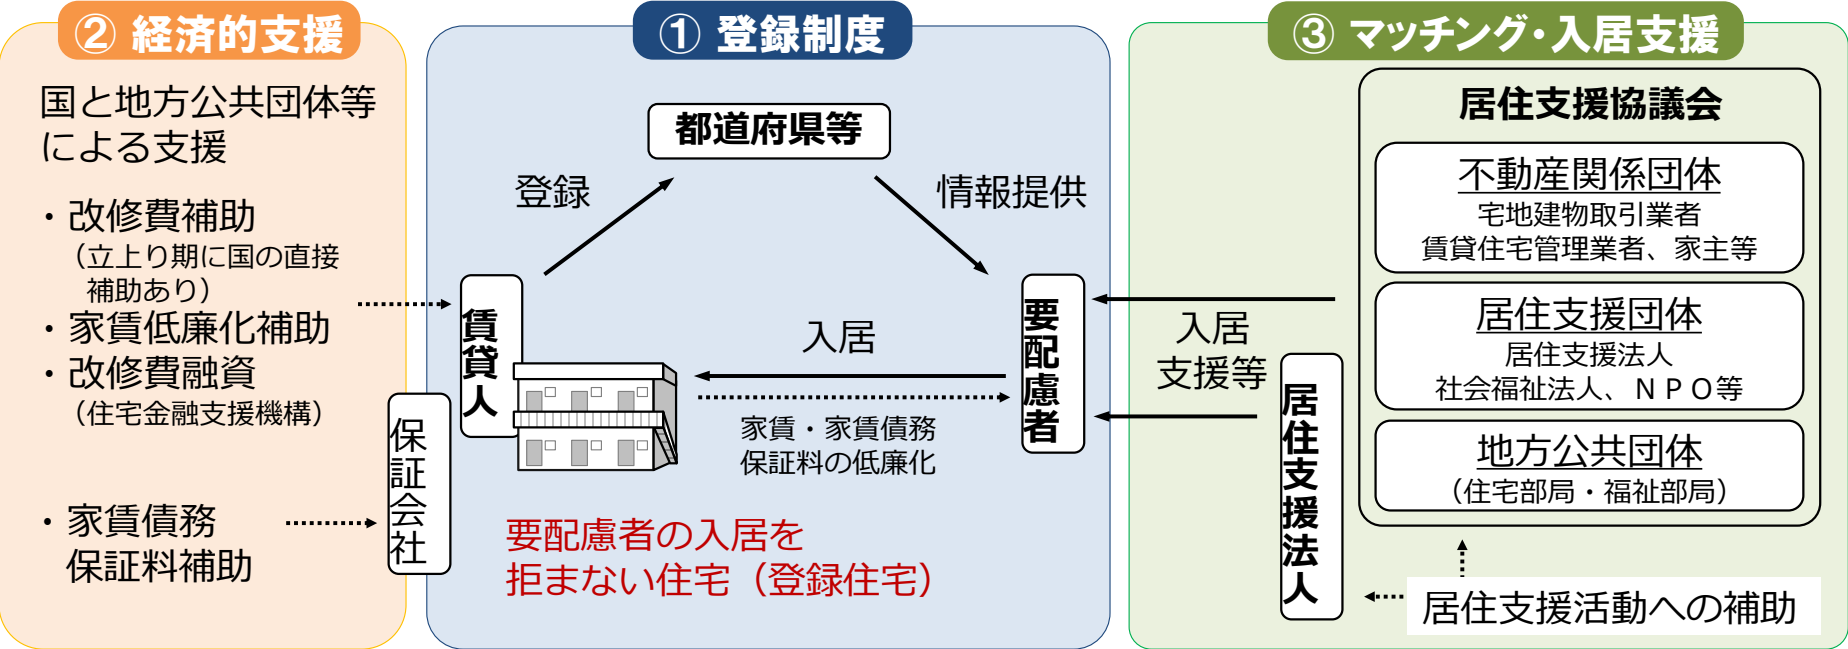 ② 経済的支援
国と地方公共団体等
による支援
・改修費補助
（立上り期に国の直接
補助あり）
・家賃低廉化補助
・改修費融資
（住宅金融支援機構）
・家賃債務
保証料補助
保証会社
① 登録制度
都道府県等
登録
情報提供
賃貸人
要配慮者
入居
家賃・家賃債務
保証料の低廉化
要配慮者の入居を
拒まない住宅（登録住宅）
③ マッチング・入居支援
居住支援協議会
不動産関係団体
宅地建物取引業者
賃貸住宅管理業者、家主等
居住支援団体
居住支援法人
社会福祉法人、ＮＰＯ等
地方公共団体
（住宅部局・福祉部局）
入居
支援等
居住支援法人
居住支援活動への補助